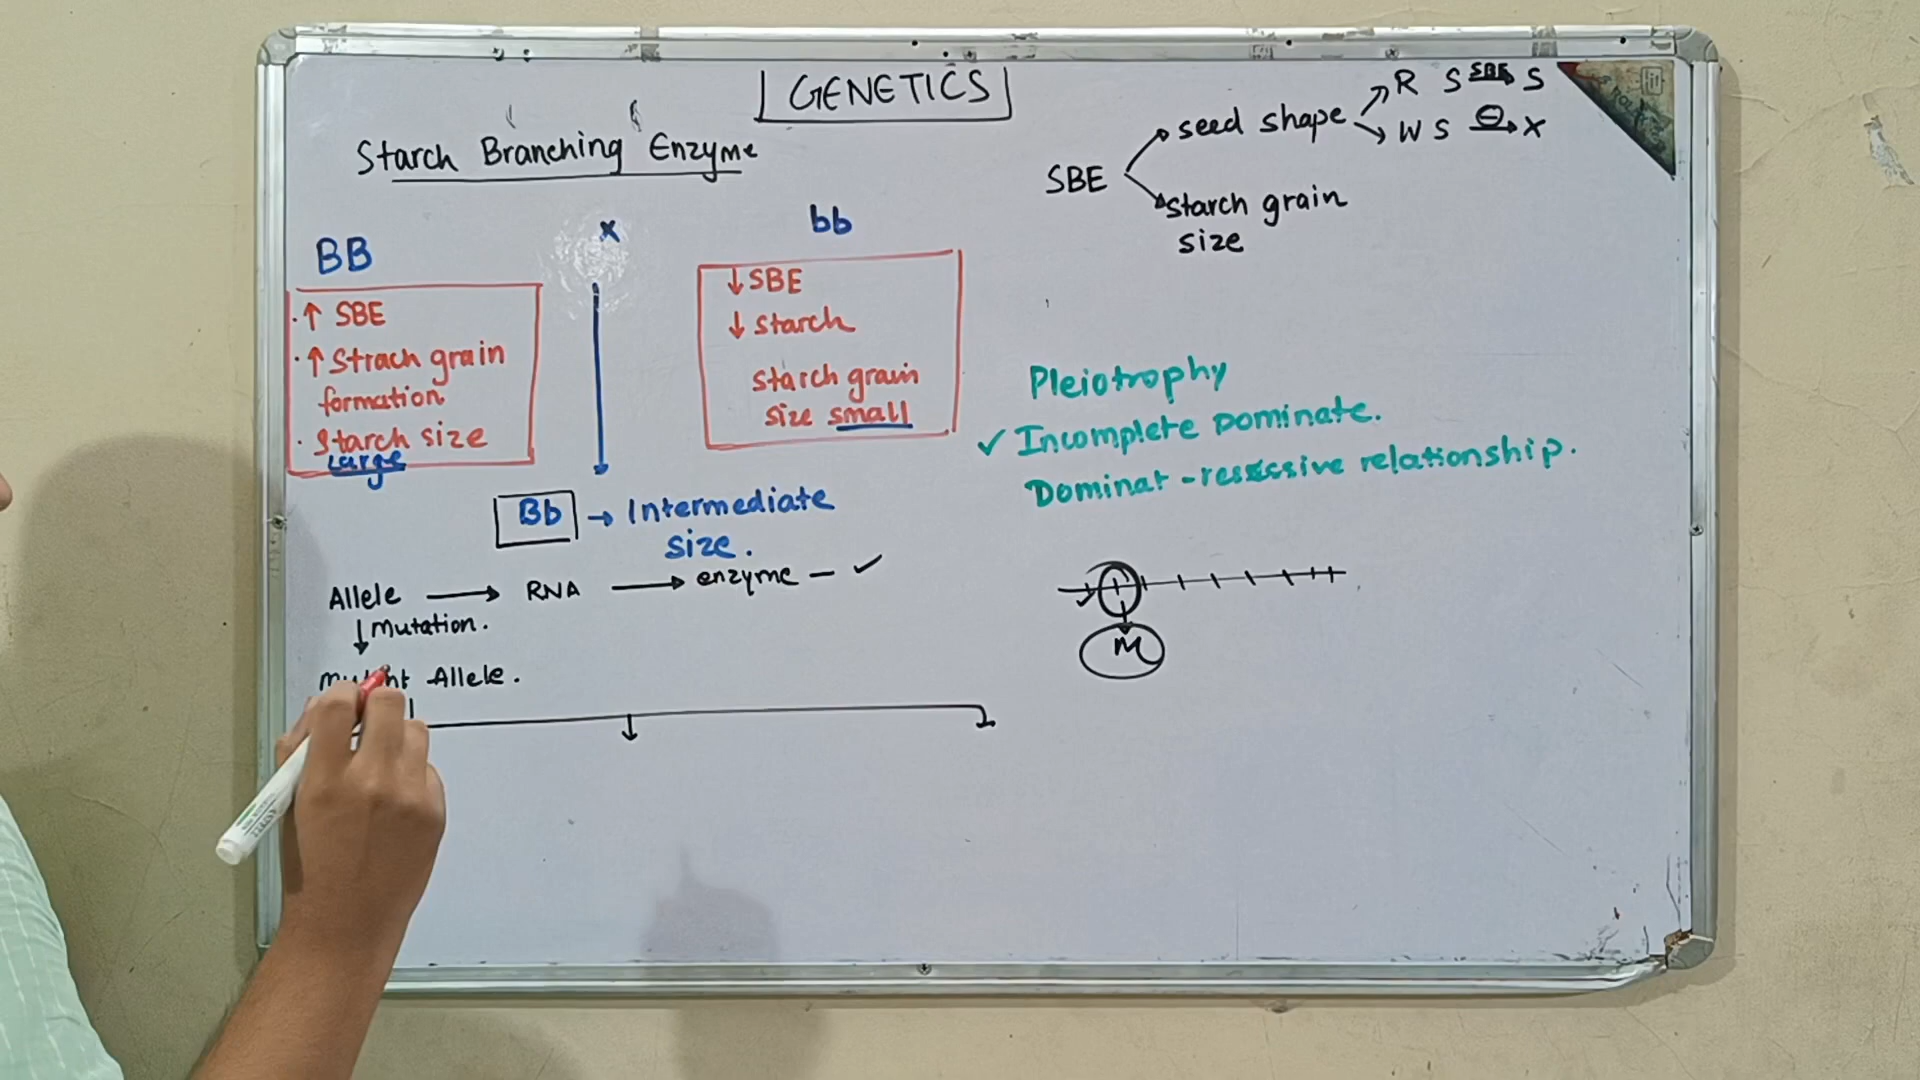 GENETICS
Starch Branching Enzyme
BB
x
bb
· ↑ SBE
· ↑ Strach grain
formation
· Starch size
Large
↓ SBE
↓ starch
starch grain
size small
Bb → Intermediate
size.
Allele → RNA → enzyme – ✓
↓ Mutation.
Mutant Allele.
SBE
seed shape
R S SBE→ S
W S ⊖→ X
starch grain
size
Pleiotrophy
✓ Incomplete Dominate.
Dominat - resessive relationship.
M